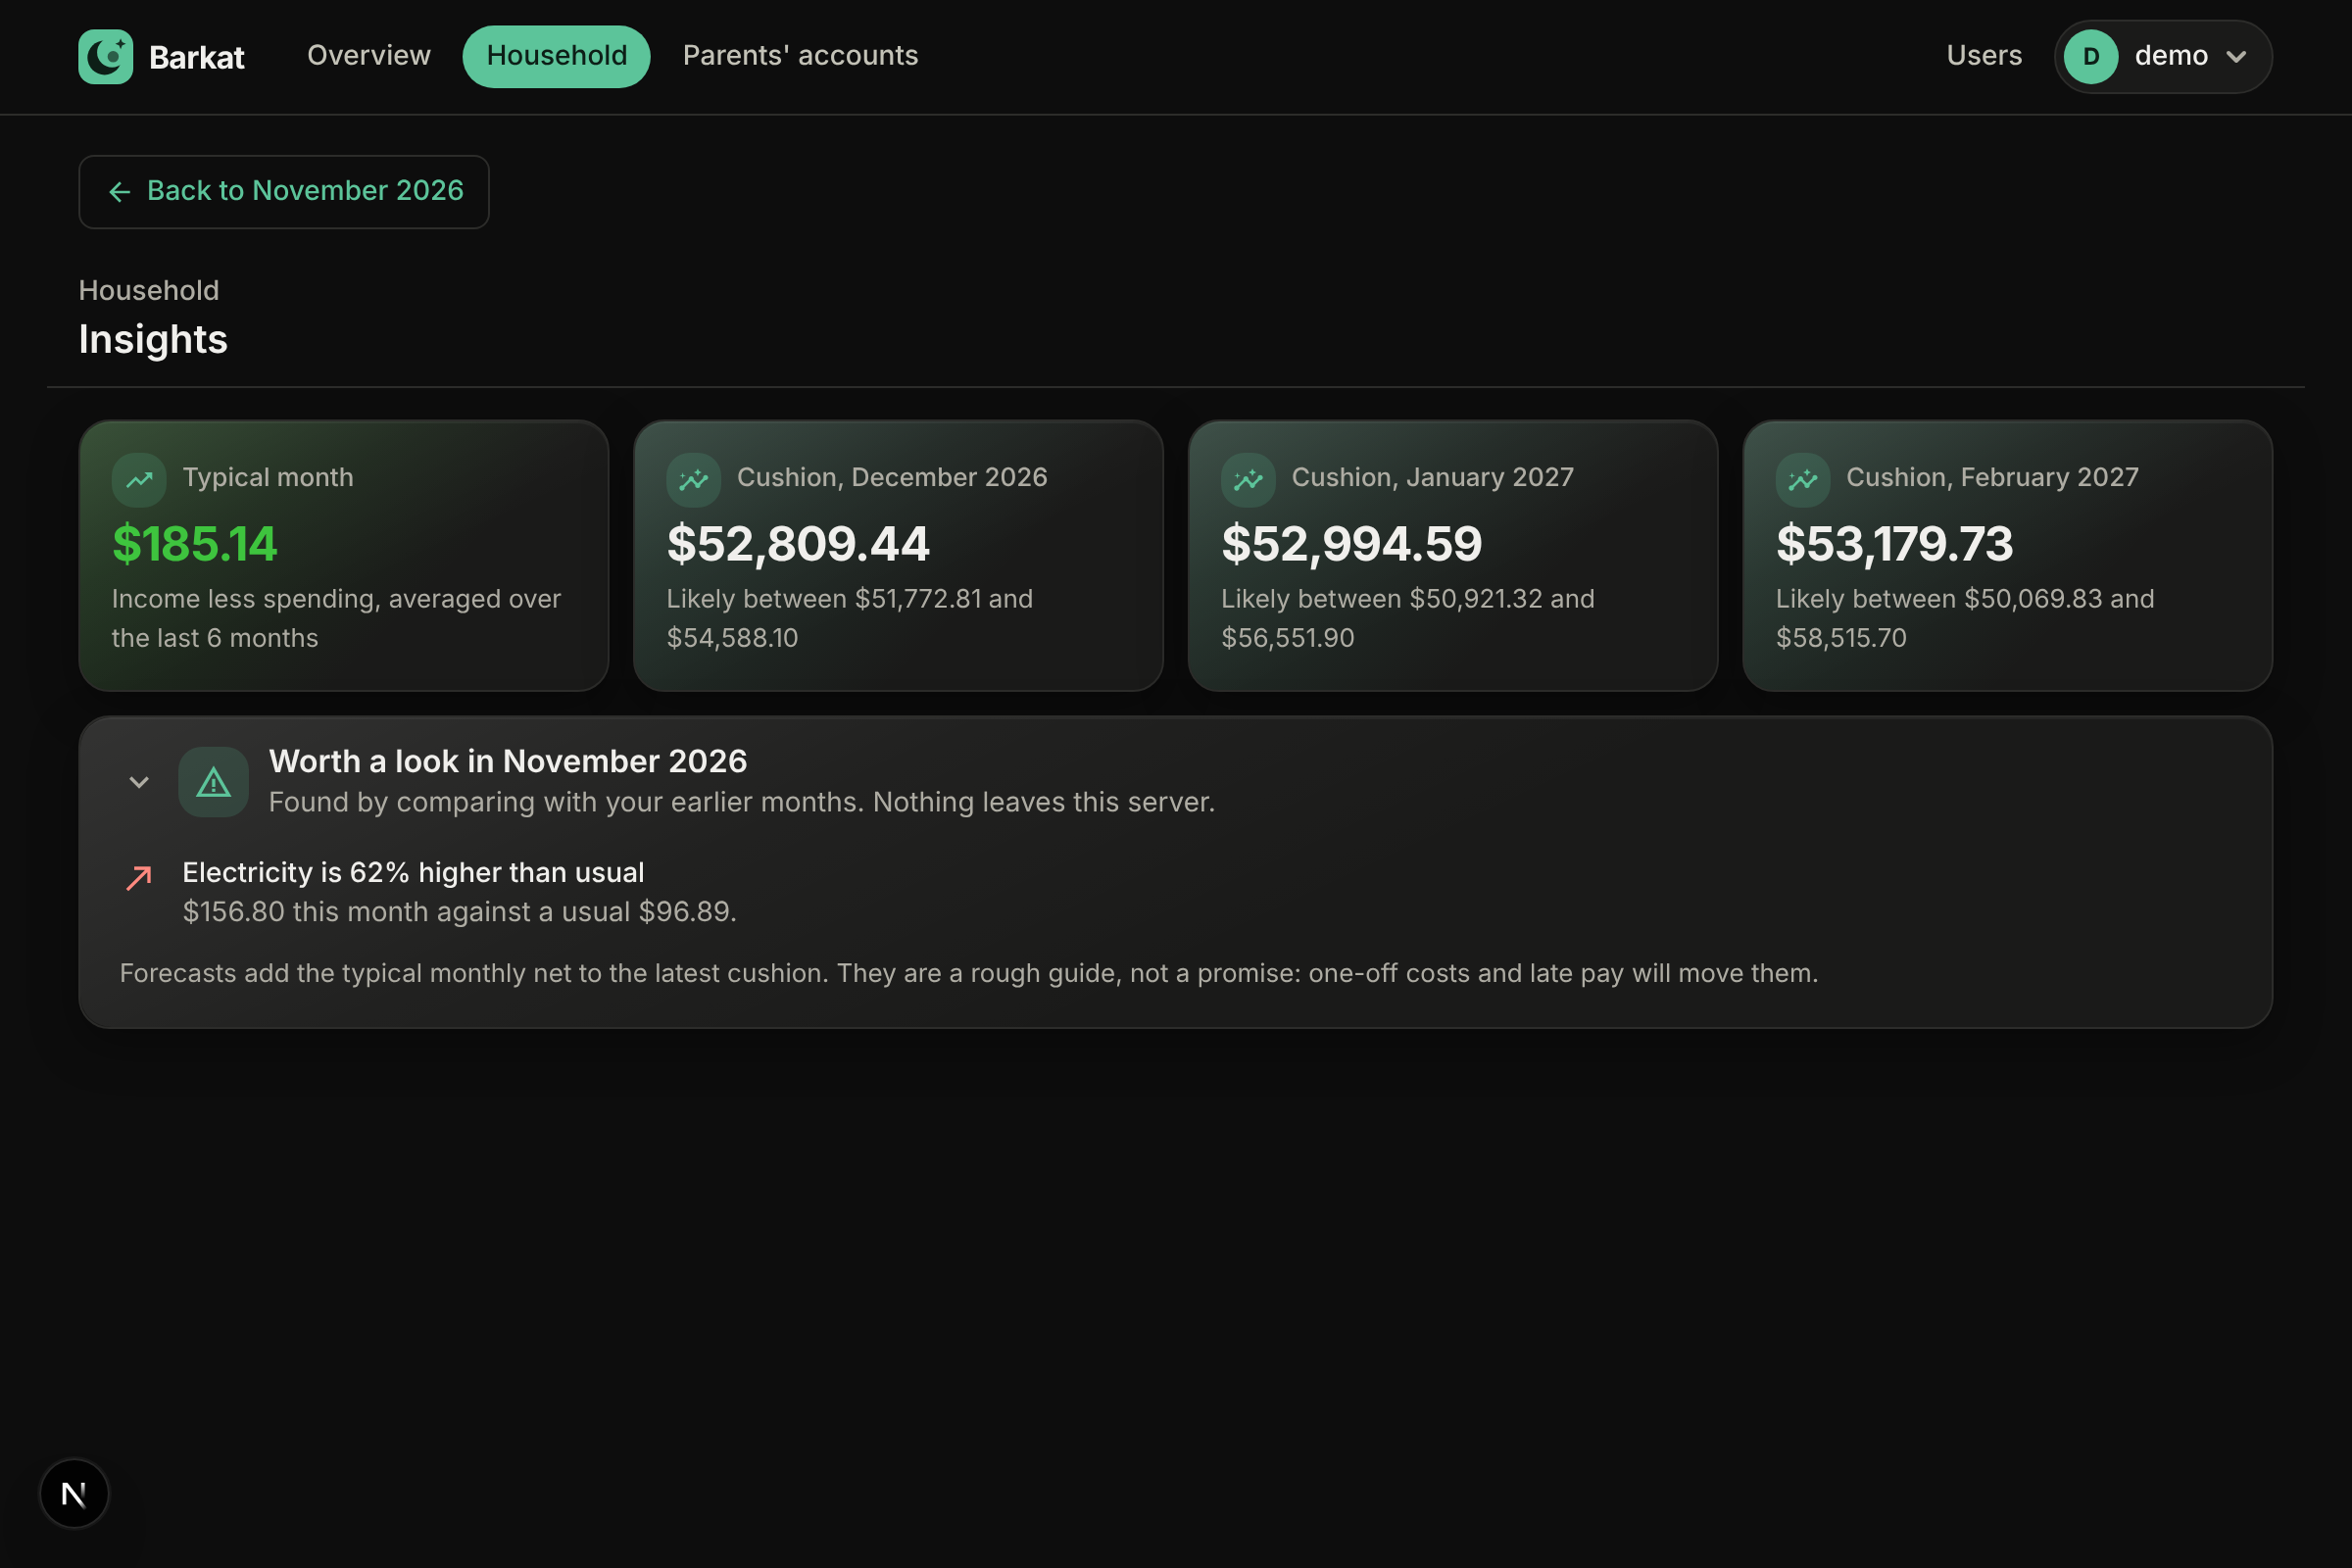 Barkat
Overview
Household
Parents' accounts
Users
D
demo
Back to November 2026
Household
Insights
Typical month
$185.14
Income less spending, averaged over
the last 6 months
Cushion, December 2026
$52,809.44
Likely between $51,772.81 and
$54,588.10
Cushion, January 2027
$52,994.59
Likely between $50,921.32 and
$56,551.90
Cushion, February 2027
$53,179.73
Likely between $50,069.83 and
$58,515.70
Worth a look in November 2026
Found by comparing with your earlier months. Nothing leaves this server.
Electricity is 62% higher than usual
$156.80 this month against a usual $96.89.
Forecasts add the typical monthly net to the latest cushion. They are a rough guide, not a promise: one-off costs and late pay will move them.
N